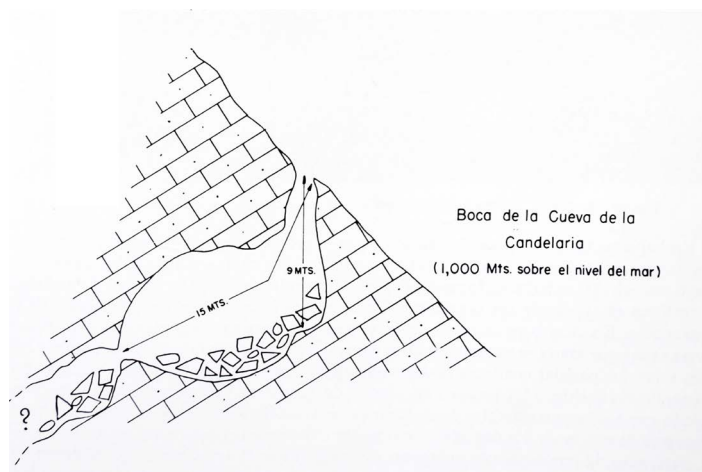 Boca de la Cueva de la
Candelaria
(1,000 Mts. sobre el nivel del mar)
9 MTS.
15 MTS.
?